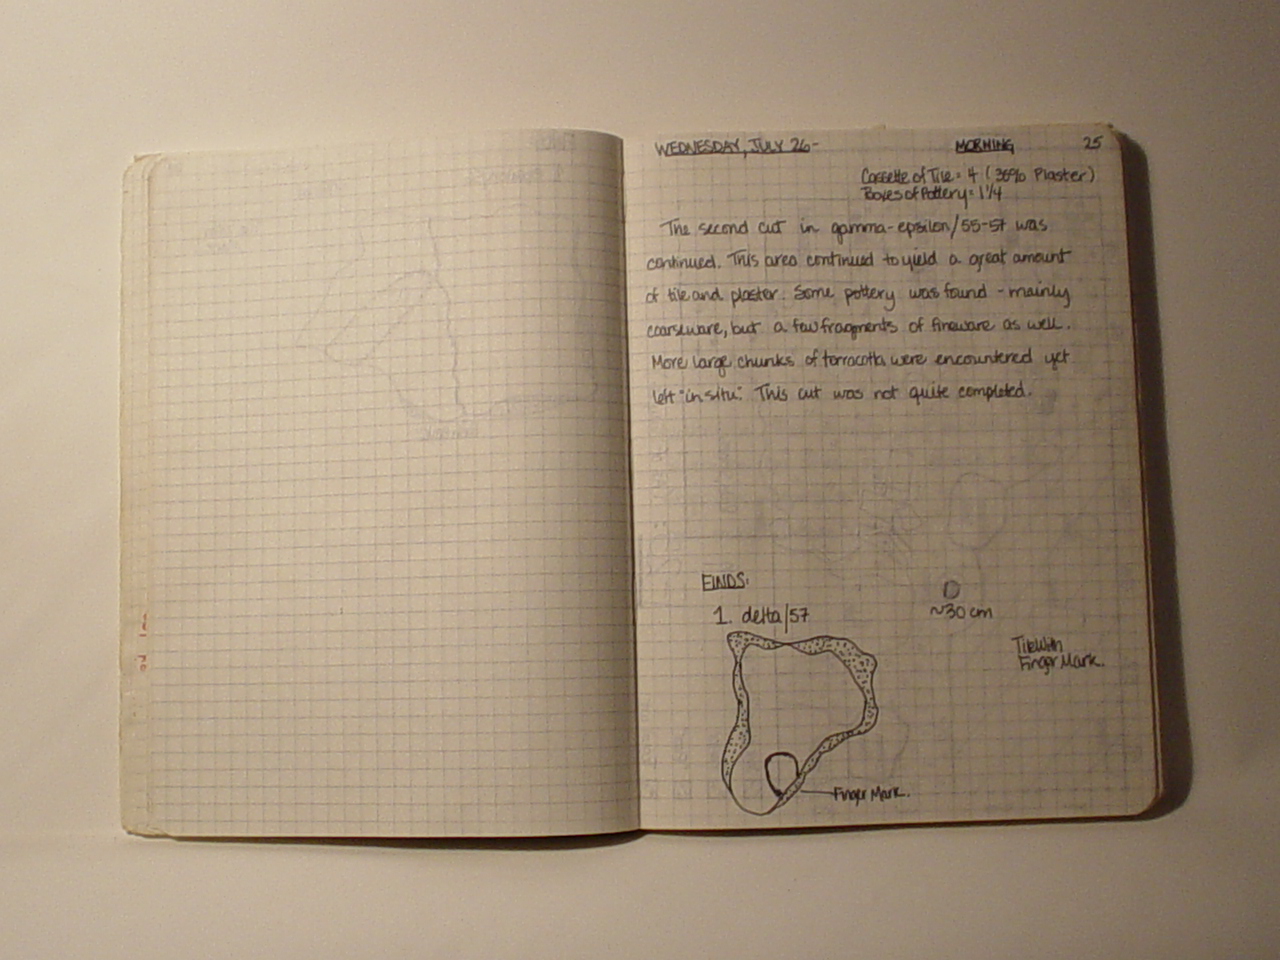 WEDNESDAY, JULY 26- MORNING 25
Cassette of Tile = 4 (30% Plaster)
Boxes of Pottery = 1 1/4
The second cut in gamma-epsilon/55-57 was
continued. This area continued to yield a great amount
of tile and plaster. Some pottery was found - mainly
coarseware, but a few fragments of fineware as well.
More large chunks of terracotta were encountered yet
left "in situ". This cut was not quite completed.
FINDS:
1. delta/57
~30 cm
Tile With
Finger Mark.
Finger Mark.